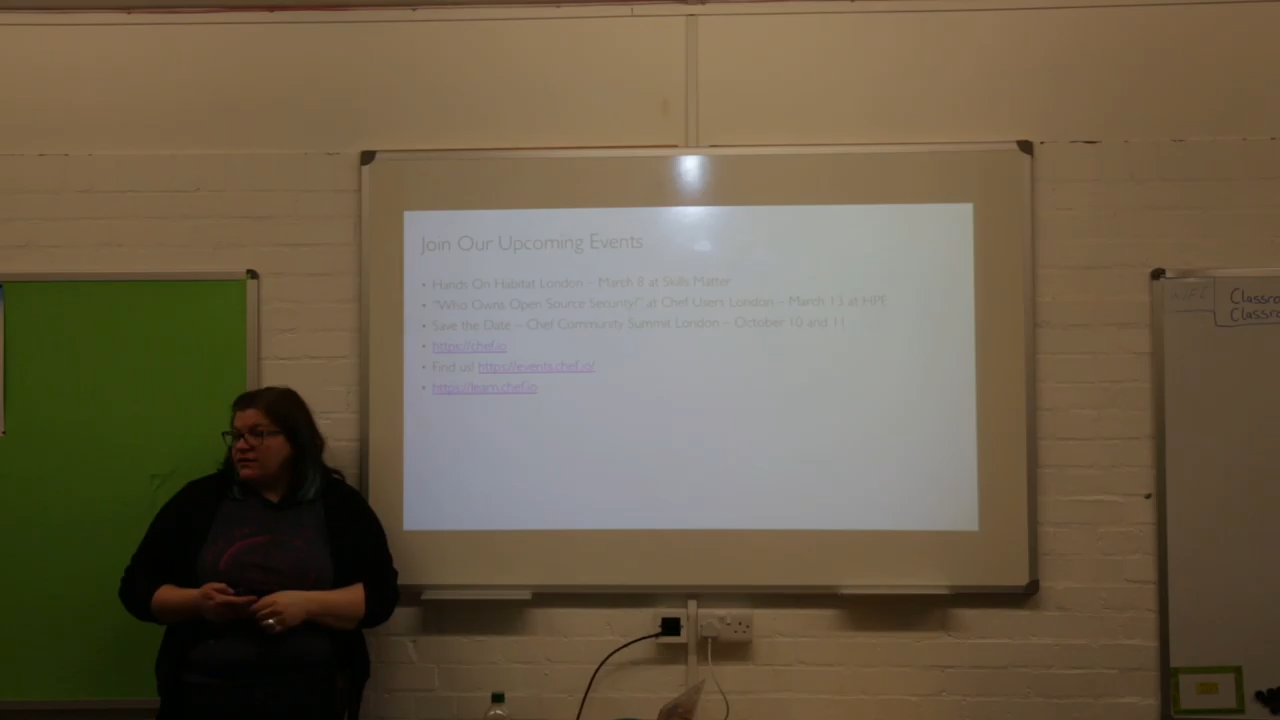 Join Our Upcoming Events
• Hands On Habitat London – March 8 at Skills Matter
• "Who Owns Open Source Security?" at Chef Users London – March 13 at HPE
• Save the Date – Chef Community Summit London – October 10 and 11
• https://chef.io
• Find us! https://events.chef.io/
• https://learn.chef.io
Classro
Classro